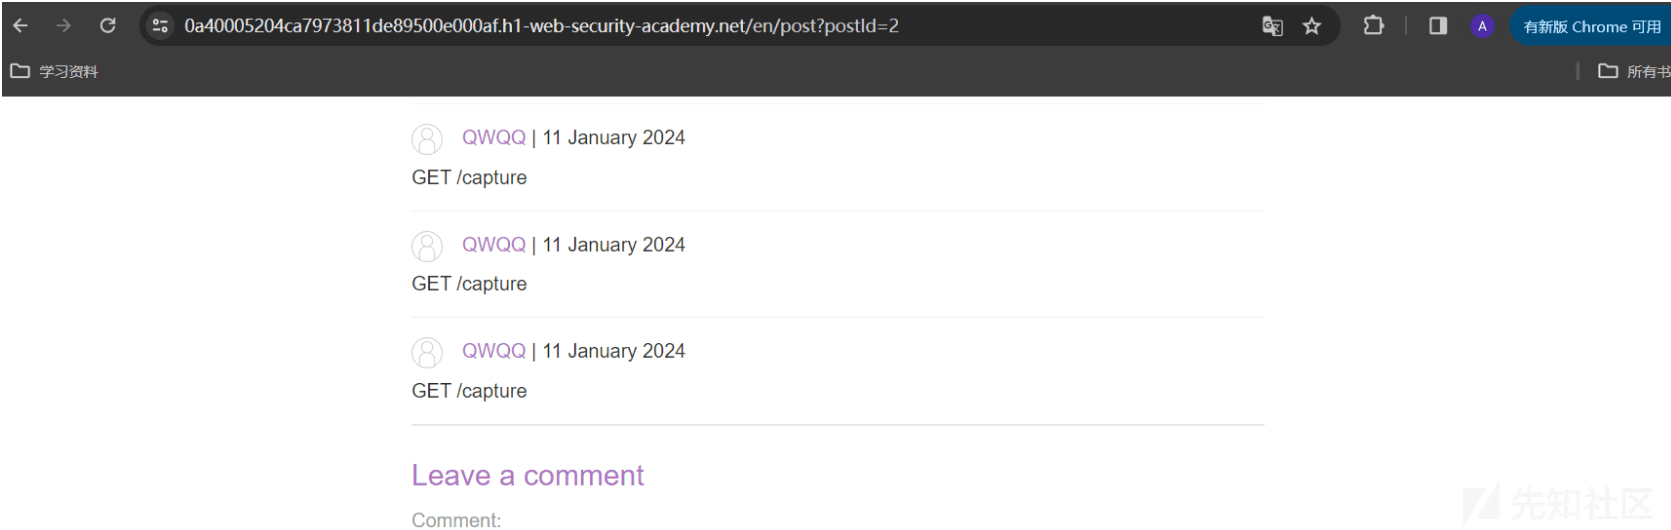 0a40005204ca7973811de89500e000af.h1-web-security-academy.net/en/post?postId=2
A
有新版 Chrome 可用
学习资料
所有书
QWQQ | 11 January 2024
GET /capture
QWQQ | 11 January 2024
GET /capture
QWQQ | 11 January 2024
GET /capture
Leave a comment
Comment:
先知社区